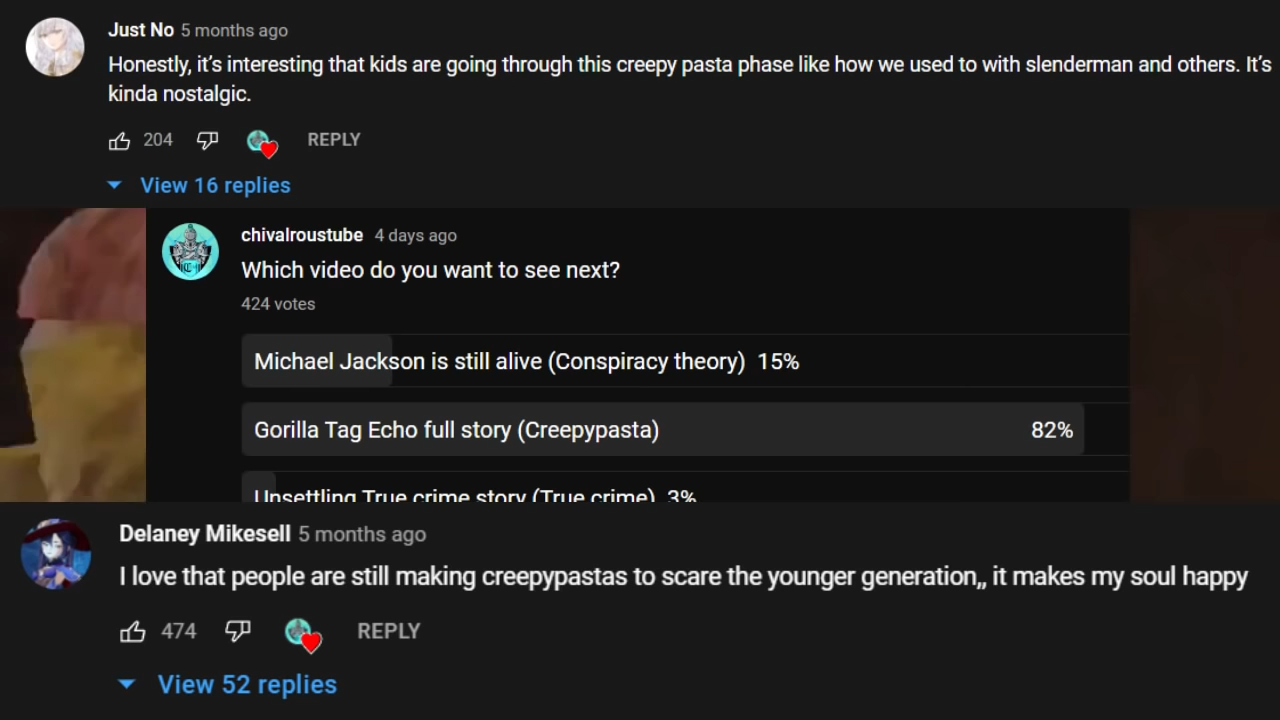 Just No 5 months ago
Honestly, it's interesting that kids are going through this creepy pasta phase like how we used to with slenderman and others. It's
kinda nostalgic.
204 REPLY
View 16 replies
chivalroustube 4 days ago
Which video do you want to see next?
424 votes
Michael Jackson is still alive (Conspiracy theory) 15%
Gorilla Tag Echo full story (Creepypasta) 82%
Unsettling True crime story (True crime) 3%
Delaney Mikesell 5 months ago
I love that people are still making creepypastas to scare the younger generation,, it makes my soul happy
474 REPLY
View 52 replies